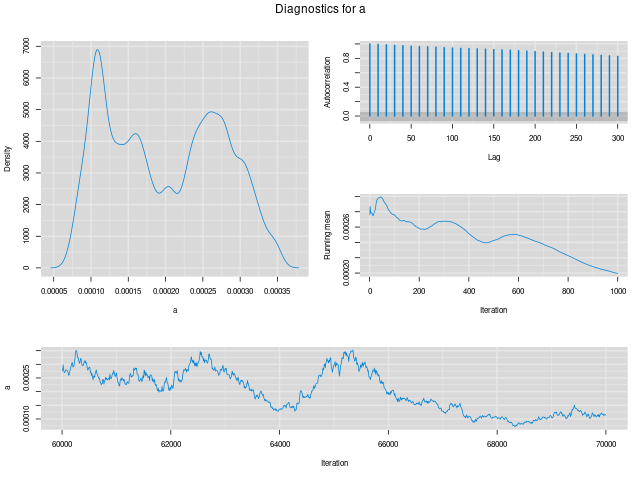 Diagnostics for a
Density
0 1000 2000 3000 4000 5000 6000 7000
0.00005 0.00010 0.00015 0.00020 0.00025 0.00030 0.00035
a
Autocorrelation
0.0 0.4 0.8
0 50 100 150 200 250 300
Lag
Running mean
0.00020 0.00026
0 200 400 600 800 1000
Iteration
a
0.00010 0.00025
60000 62000 64000 66000 68000 70000
Iteration